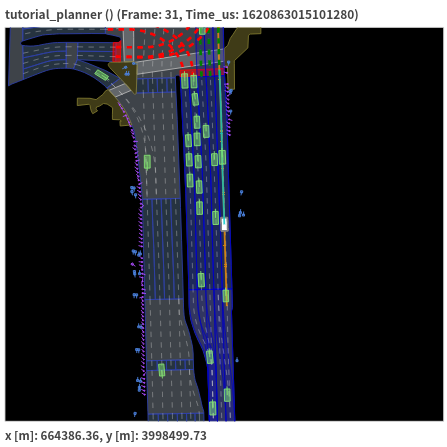 tutorial_planner () (Frame: 31, Time_us: 1620863015101280)
x [m]: 664386.36, y [m]: 3998499.73